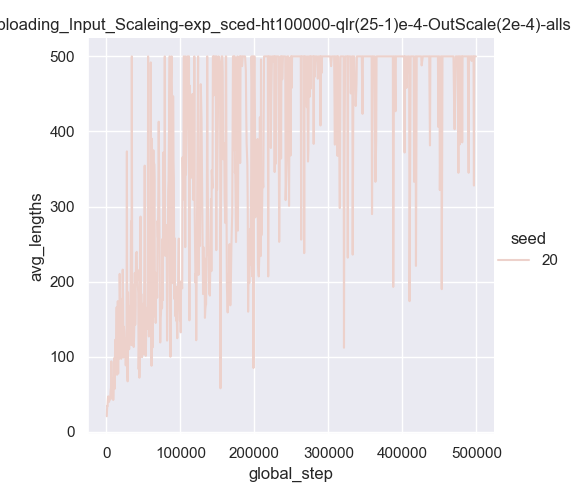 ploading_Input_Scaleing-exp_sced-ht100000-qlr(25-1)e-4-OutScale(2e-4)-alls
500
400
300
200
100
0
avg_lengths
0 100000 200000 300000 400000 500000
global_step
seed
20